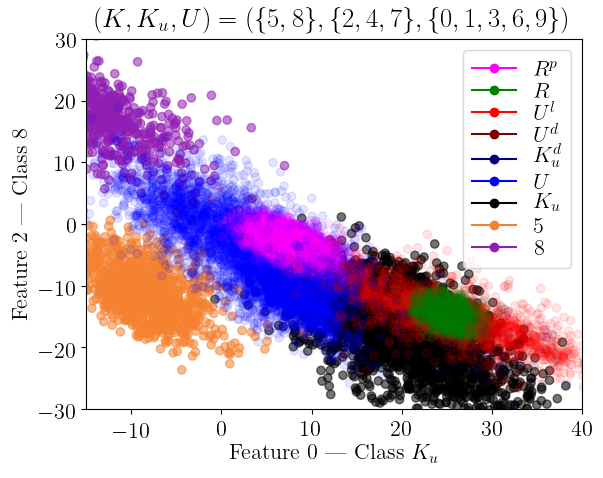 (K, K_u, U) = ({5, 8}, {2, 4, 7}, {0, 1, 3, 6, 9})
30
20
10
0
−10
−20
−30
Feature 2 — Class 8
R^p
R
U^l
U^d
K_u^d
U
K_u
5
8
−10
0
10
20
30
40
Feature 0 — Class K_u